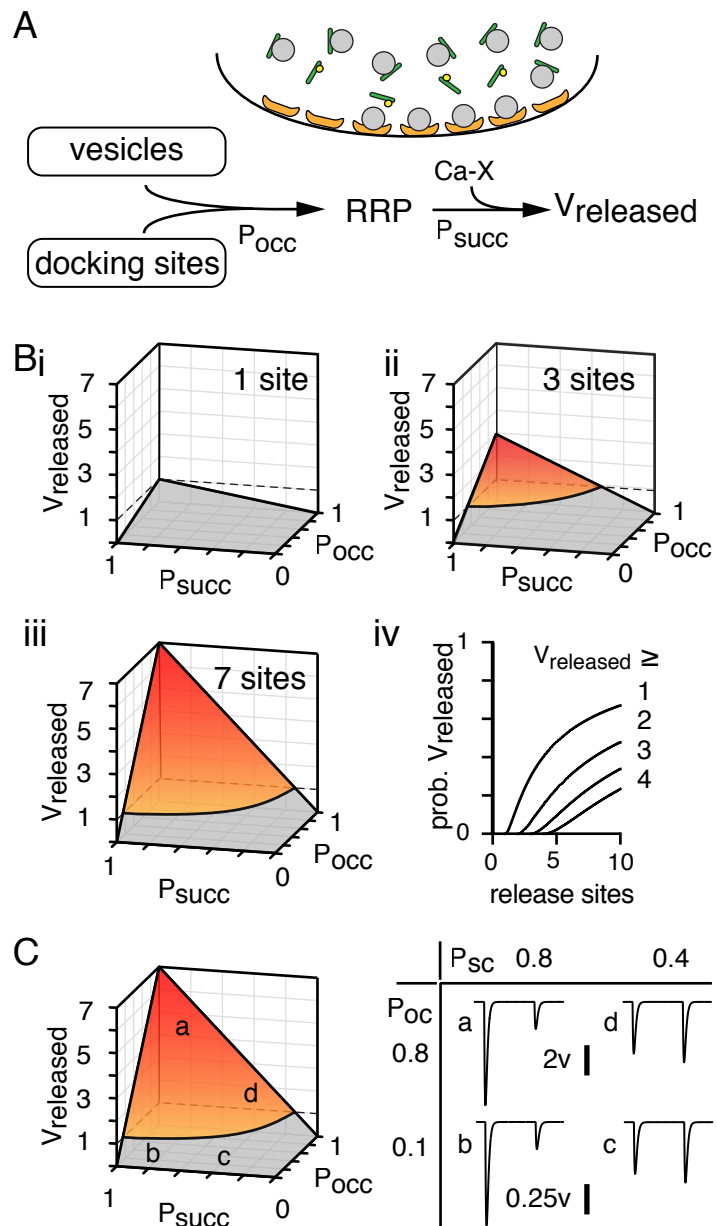 A
vesicles
docking sites
Pocc
RRP
Ca-X
Psucc
Vreleased
Bi
1 site
Vreleased
7
5
3
1
1
Psucc
0
Pocc
1
ii
3 sites
Vreleased
7
5
3
1
1
Psucc
0
Pocc
1
iii
7 sites
Vreleased
7
5
3
1
1
Psucc
0
Pocc
1
iv
Vreleased ≥
1
2
3
4
prob. Vreleased
1
0
0 5 10
release sites
C
Vreleased
7
5
3
1
a
d
b
c
1
Psucc
0
Pocc
1
Psc 0.8 0.4
Poc
0.8
a
d
2v
0.1
b
c
0.25v